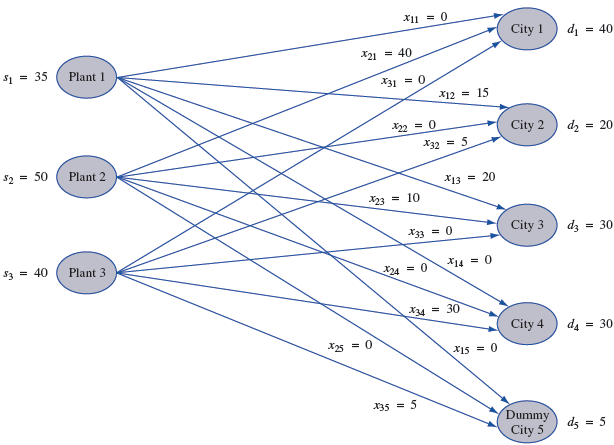 x11 = 0
City 1
d1 = 40
x21 = 40
s1 = 35
Plant 1
x31 = 0
x12 = 15
x22 = 0
City 2
d2 = 20
x32 = 5
s2 = 50
Plant 2
x13 = 20
x23 = 10
City 3
d3 = 30
x33 = 0
s3 = 40
Plant 3
x24 = 0
x14 = 0
x34 = 30
City 4
d4 = 30
x25 = 0
x15 = 0
x35 = 5
Dummy
City 5
d5 = 5